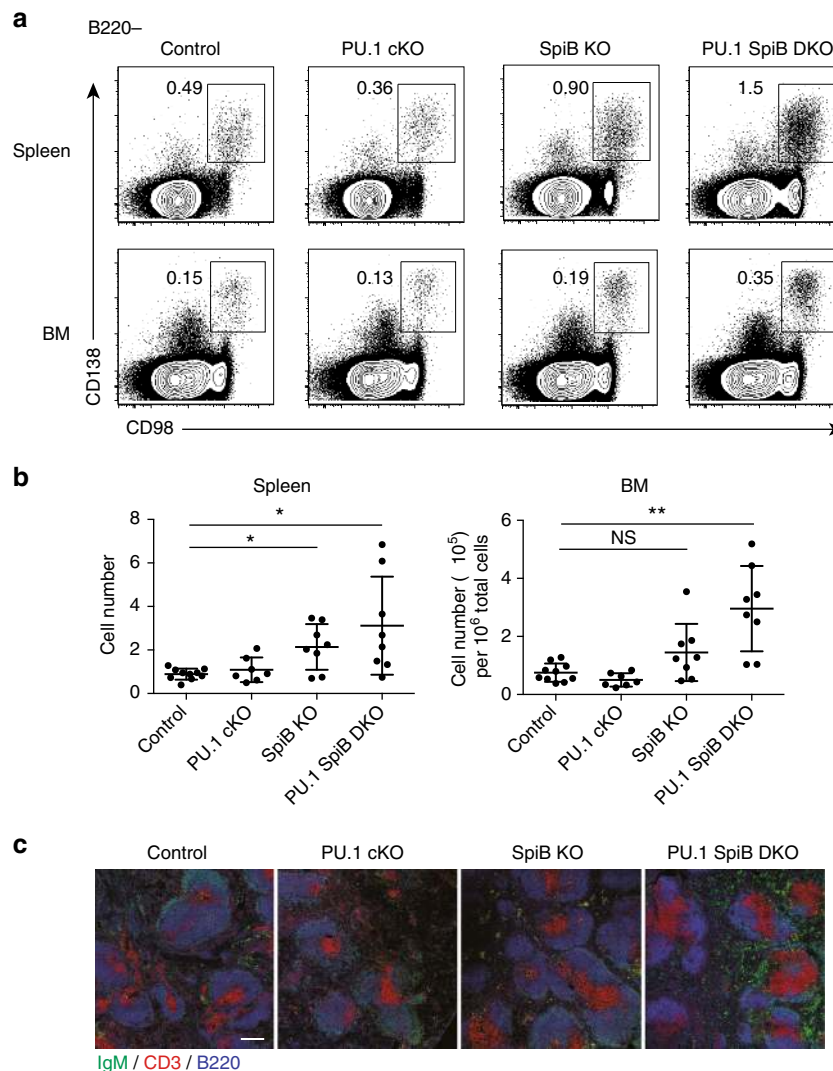 a
B220–
Control PU.1 cKO SpiB KO PU.1 SpiB DKO
Spleen
0.49 0.36 0.90 1.5
BM
0.15 0.13 0.19 0.35
CD138
CD98
b
Spleen
Cell number
8
6
4
2
0
*
*
Control
PU.1 cKO
SpiB KO
PU.1 SpiB DKO
BM
Cell number ( 10⁵)
per 10⁶ total cells
6
4
2
0
**
NS
Control
PU.1 cKO
SpiB KO
PU.1 SpiB DKO
c
Control PU.1 cKO SpiB KO PU.1 SpiB DKO
IgM / CD3 / B220